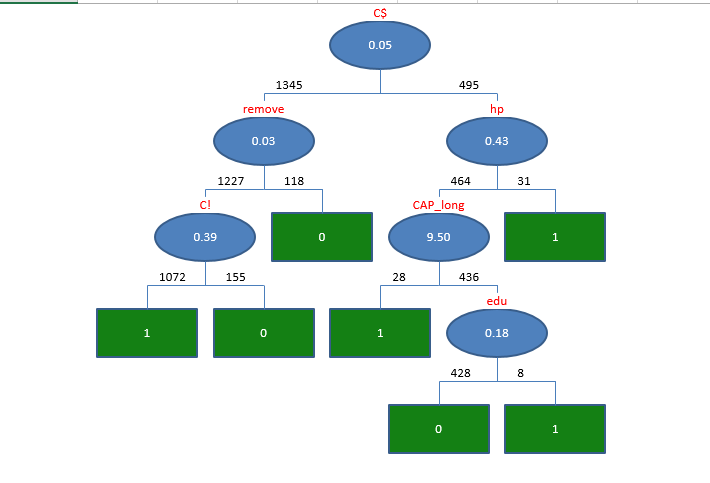 C$
0.05
1345 495
remove hp
0.03 0.43
1227 118 464 31
C! CAP_long
0.39 0 9.50 1
1072 155 28 436
edu
1 0 1 0.18
428 8
0 1